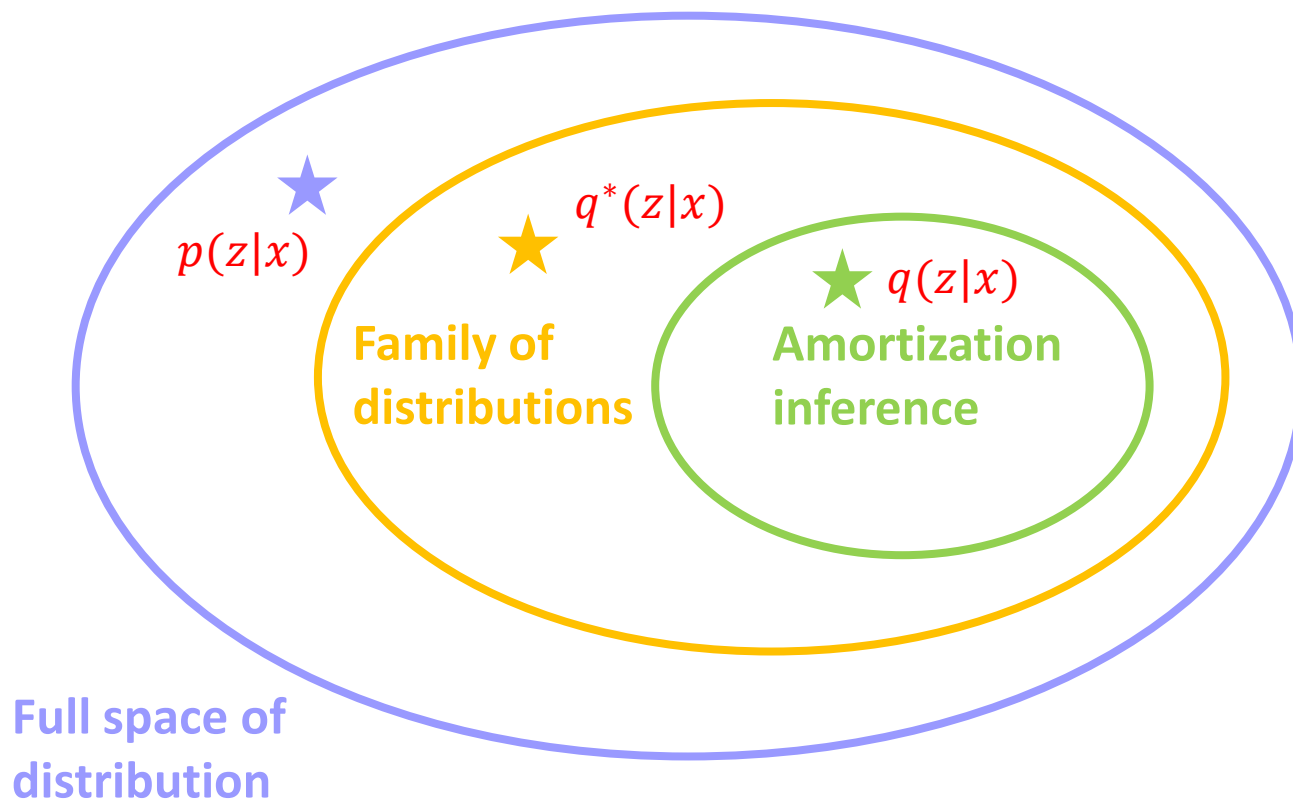 q*(z|x)
p(z|x)
q(z|x)
Family of
distributions
Amortization
inference
Full space of
distribution